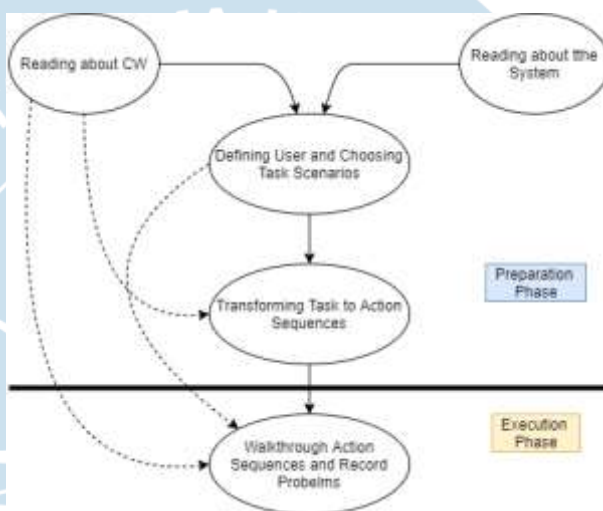 Reading about CW
Reading about tthe
System
Defining User and Choosing
Task Scenarios
Preparation
Phase
Transforming Task to Action
Sequences
Execution
Phase
Walkthrough Action
Sequences and Record
Probelms